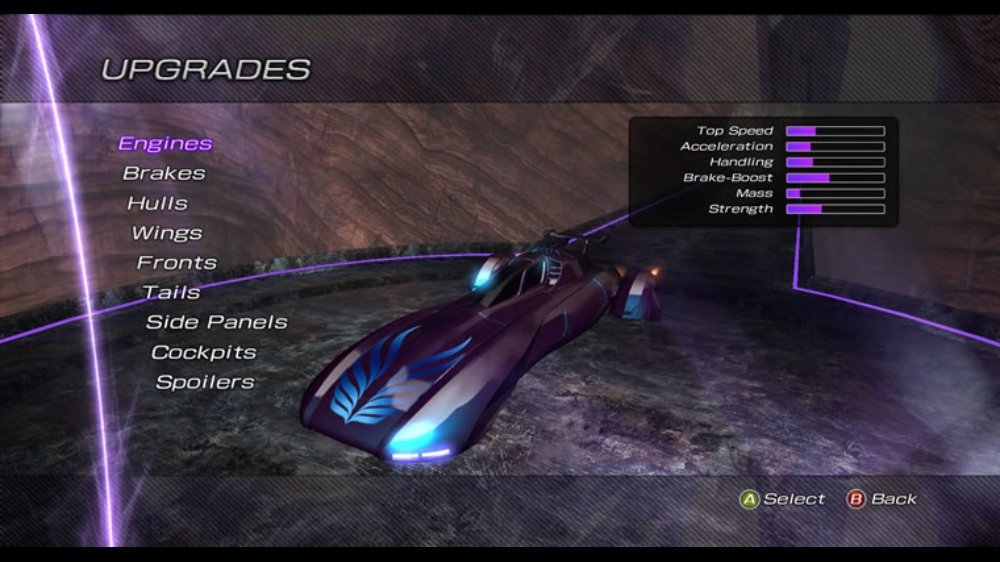 UPGRADES
Engines
Brakes
Hulls
Wings
Fronts
Tails
Side Panels
Cockpits
Spoilers
Top Speed
Acceleration
Handling
Brake-Boost
Mass
Strength
A Select B Back